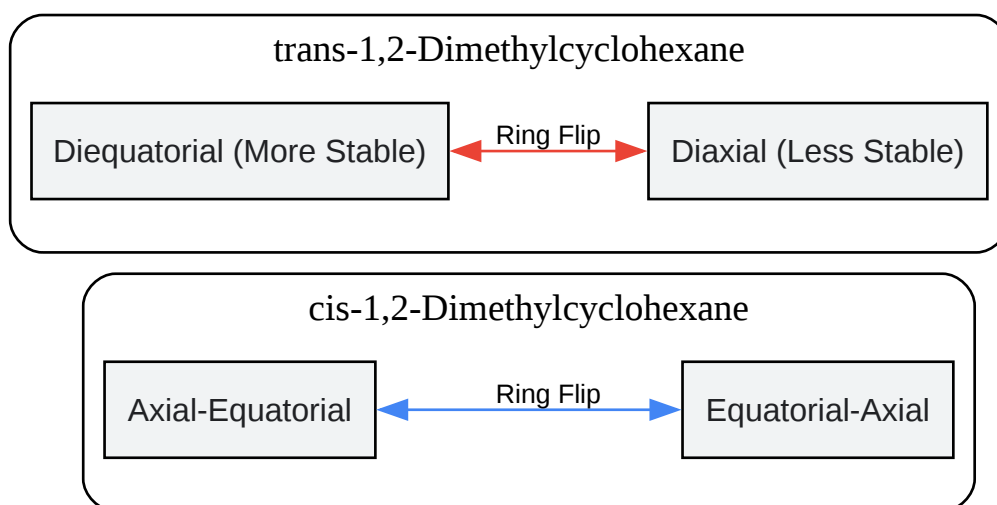 trans-1,2-Dimethylcyclohexane
Diequatorial (More Stable)
Ring Flip
Diaxial (Less Stable)
cis-1,2-Dimethylcyclohexane
Axial-Equatorial
Ring Flip
Equatorial-Axial